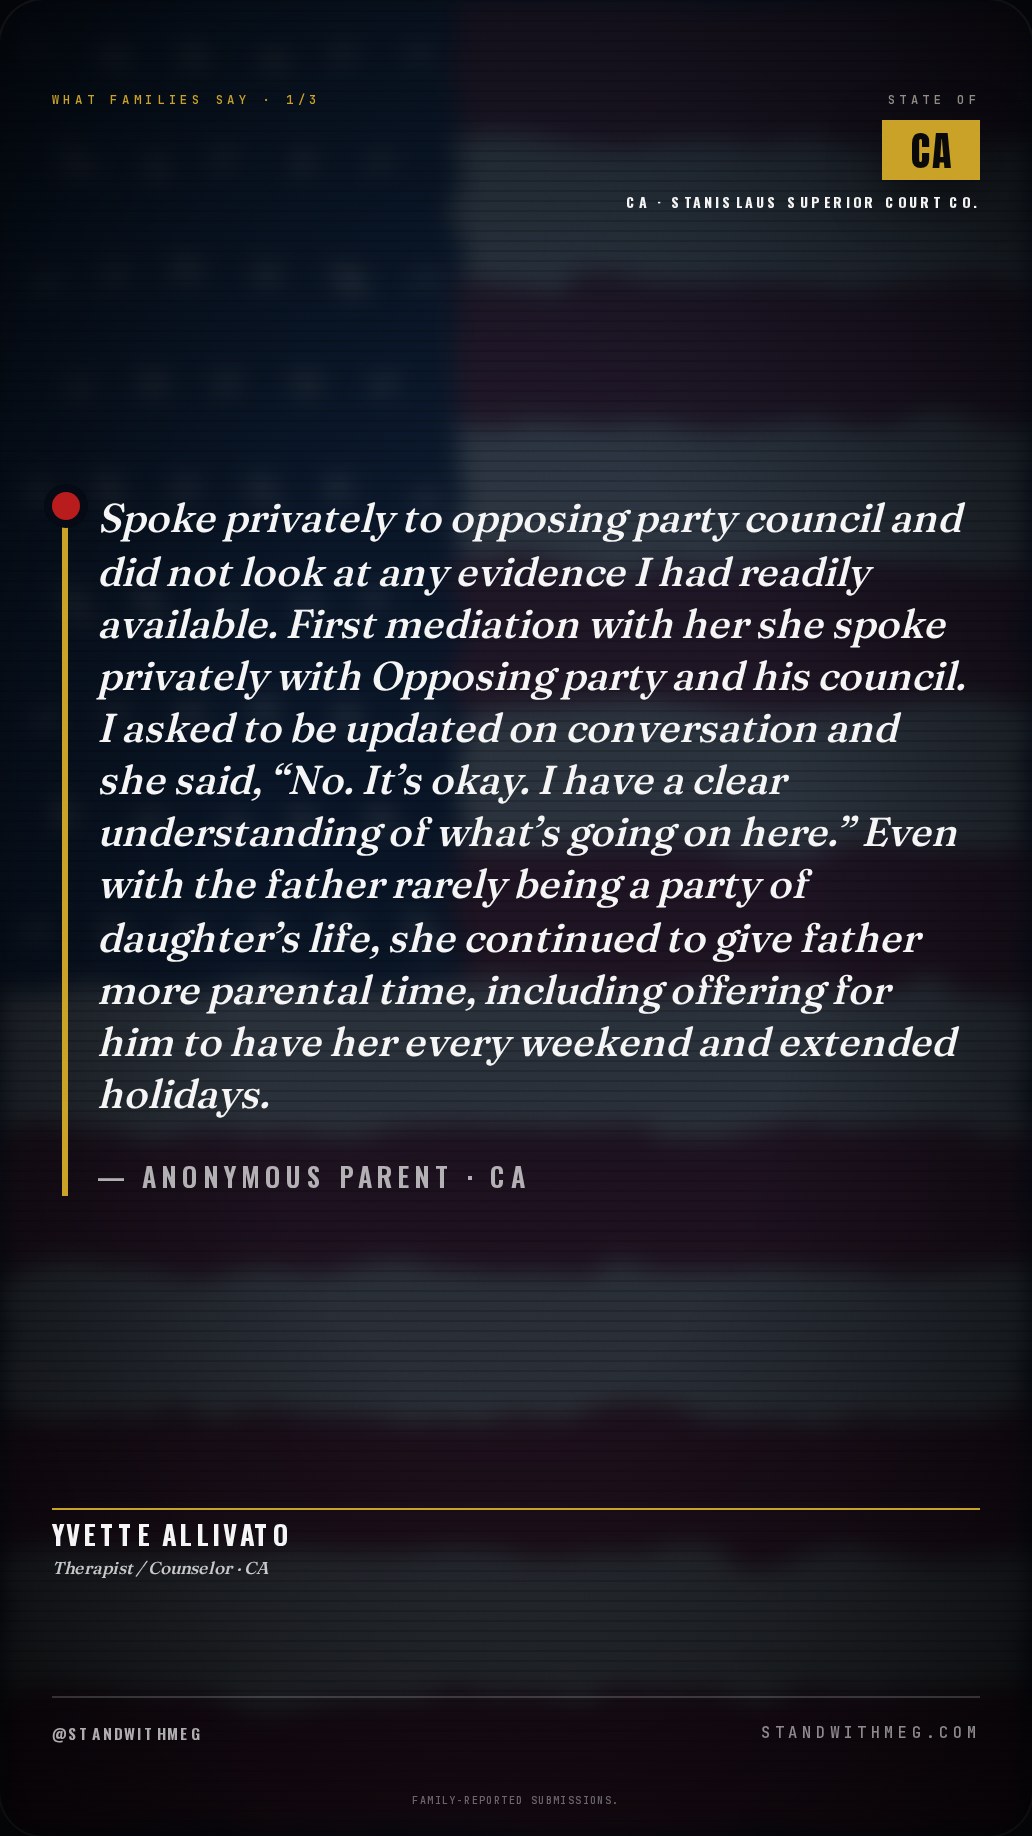 WHAT FAMILIES SAY · 1/3
STATE OF
CA
CA · STANISLAUS SUPERIOR COURT CO.
Spoke privately to opposing party council and
did not look at any evidence I had readily
available. First mediation with her she spoke
privately with Opposing party and his council.
I asked to be updated on conversation and
she said, “No. It’s okay. I have a clear
understanding of what’s going on here.” Even
with the father rarely being a party of
daughter’s life, she continued to give father
more parental time, including offering for
him to have her every weekend and extended
holidays.
— ANONYMOUS PARENT · CA
YVETTE ALLIVATO
Therapist / Counselor · CA
@STANDWITHMEG
STANDWITHMEG.COM
FAMILY-REPORTED SUBMISSIONS.